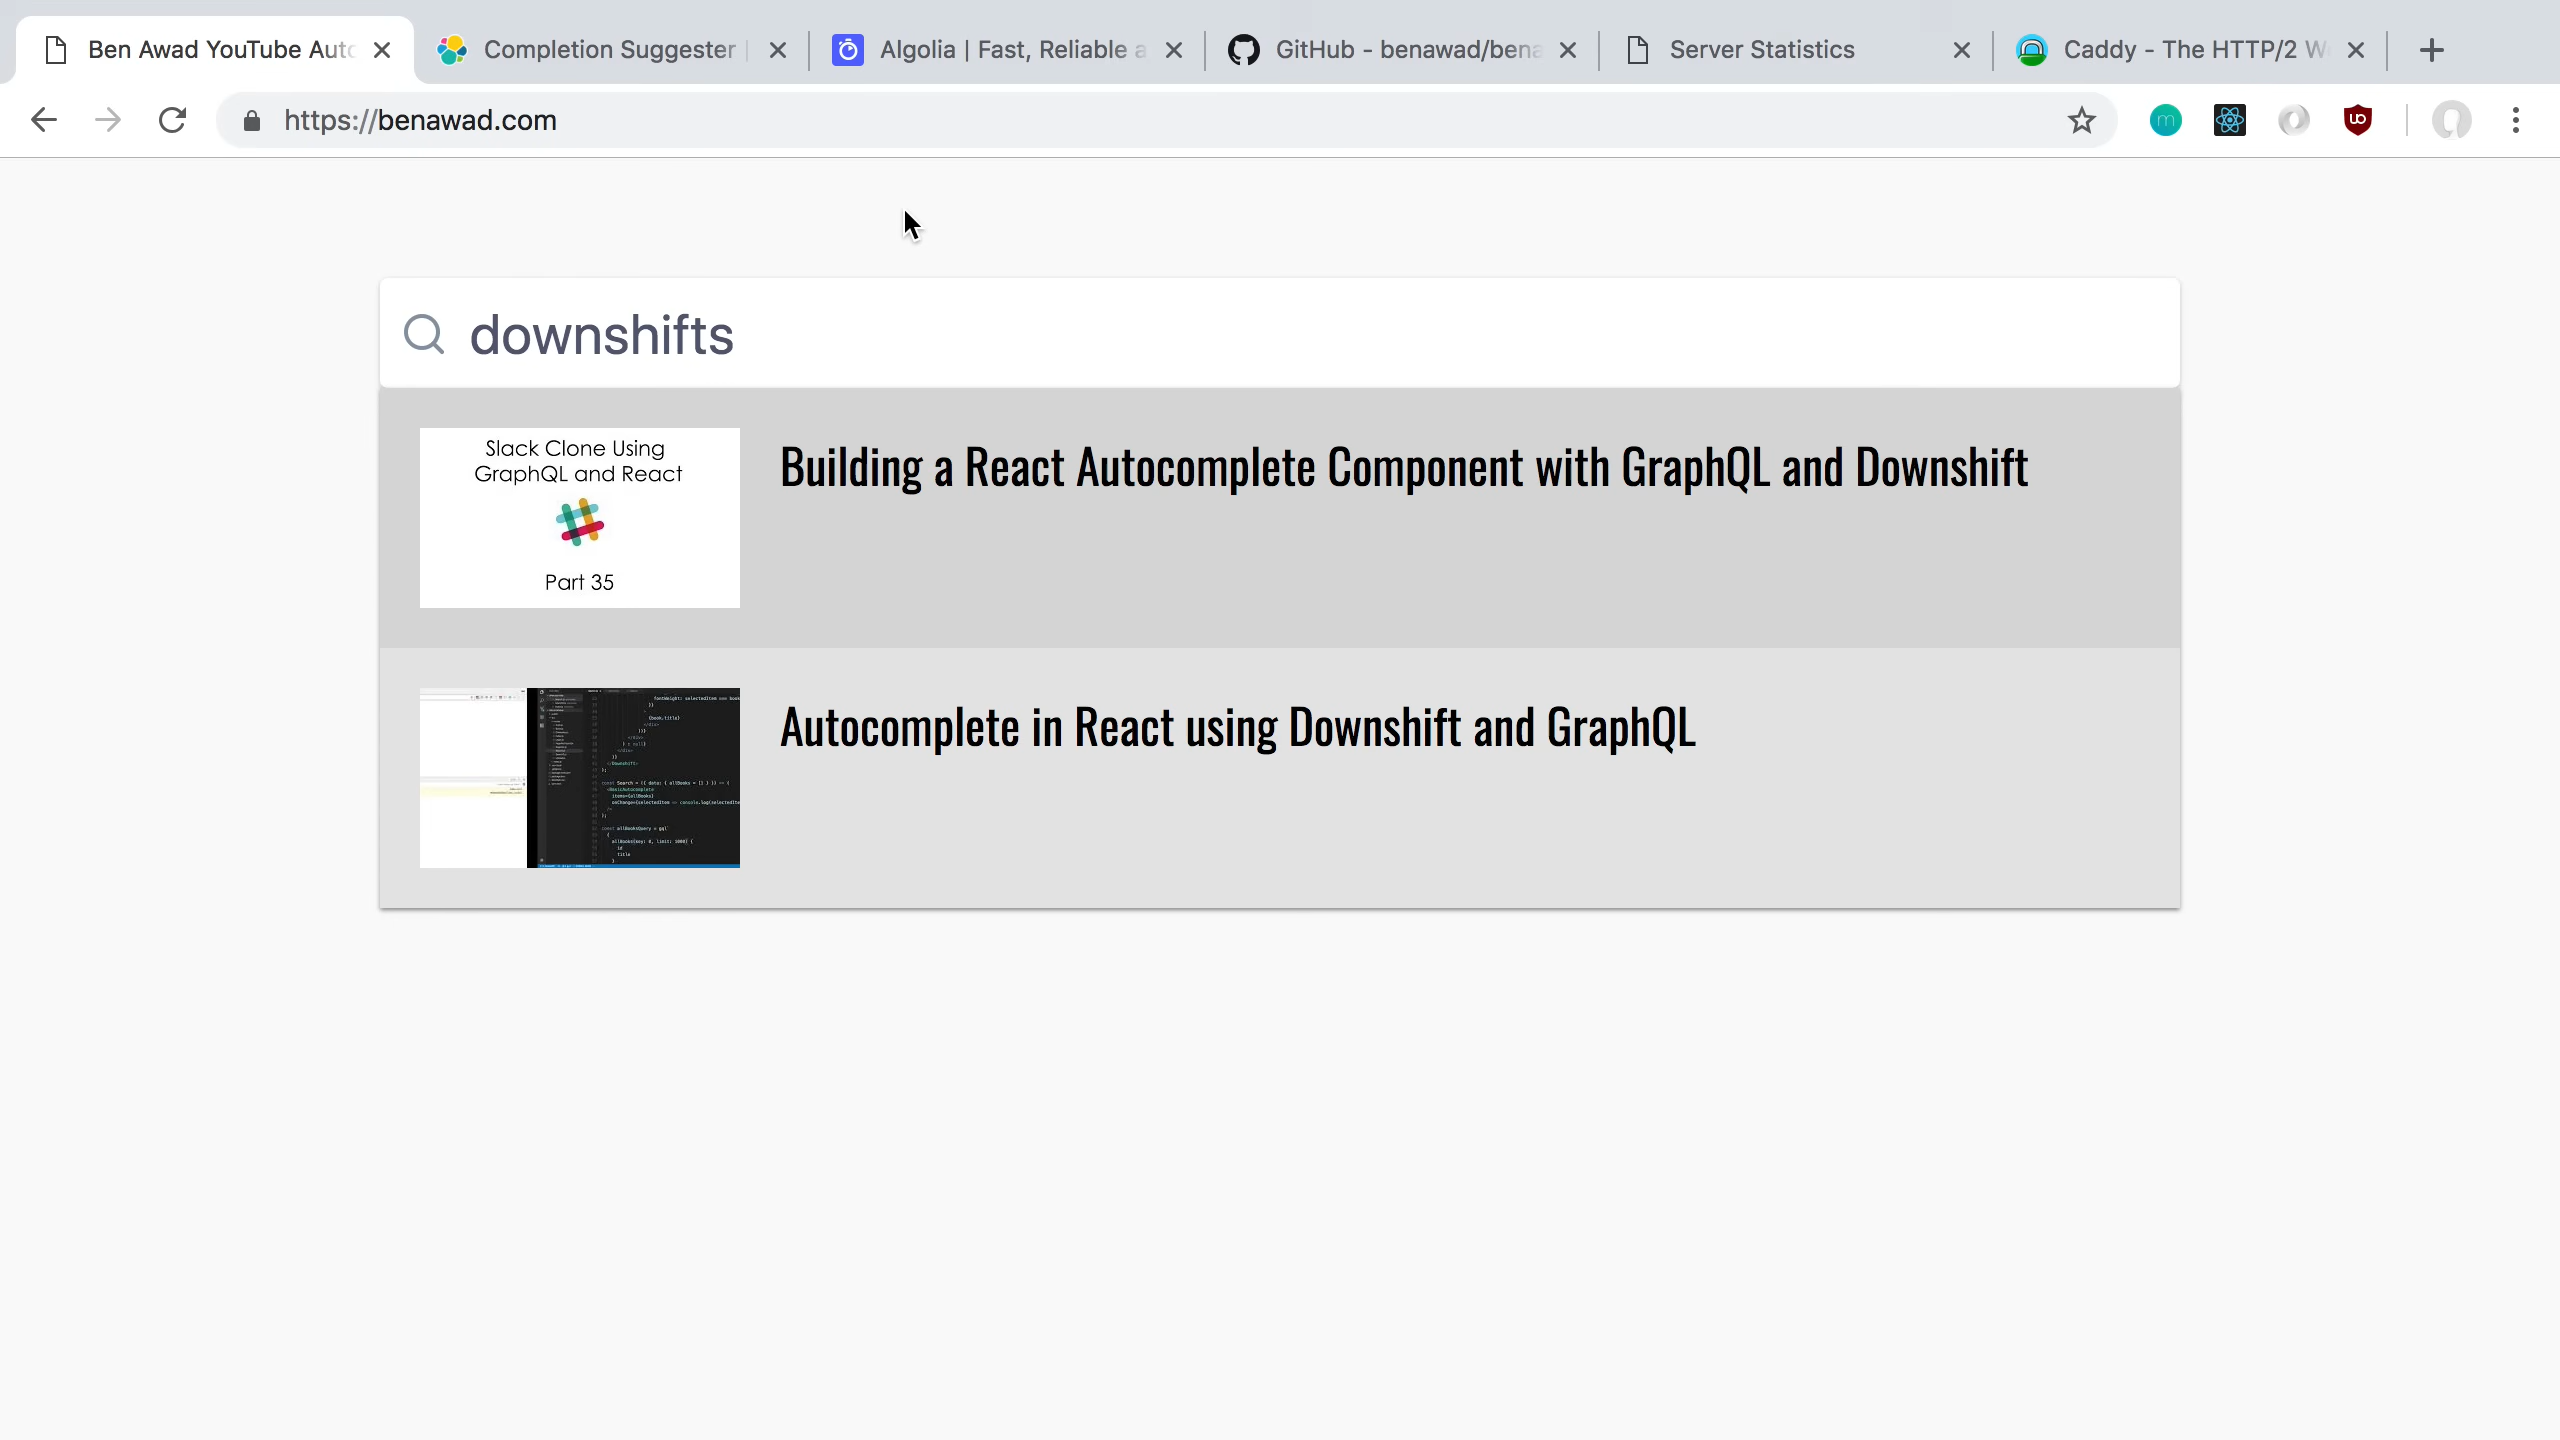 Ben Awad YouTube Auto
Completion Suggester |
Algolia | Fast, Reliable a
GitHub - benawad/bena
Server Statistics
Caddy - The HTTP/2 W
https://benawad.com
m
UO
downshifts
Slack Clone Using
GraphQL and React
Part 35
Building a React Autocomplete Component with GraphQL and Downshift
Autocomplete in React using Downshift and GraphQL